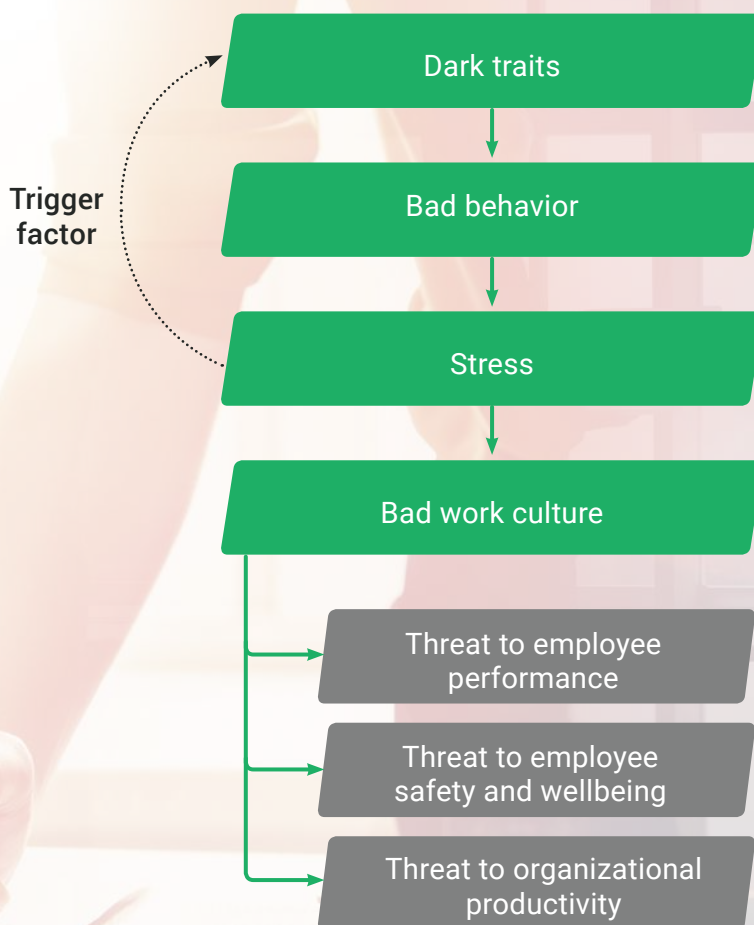 Dark traits
Trigger
factor
Bad behavior
Stress
Bad work culture
Threat to employee
performance
Threat to employee
safety and wellbeing
Threat to organizational
productivity